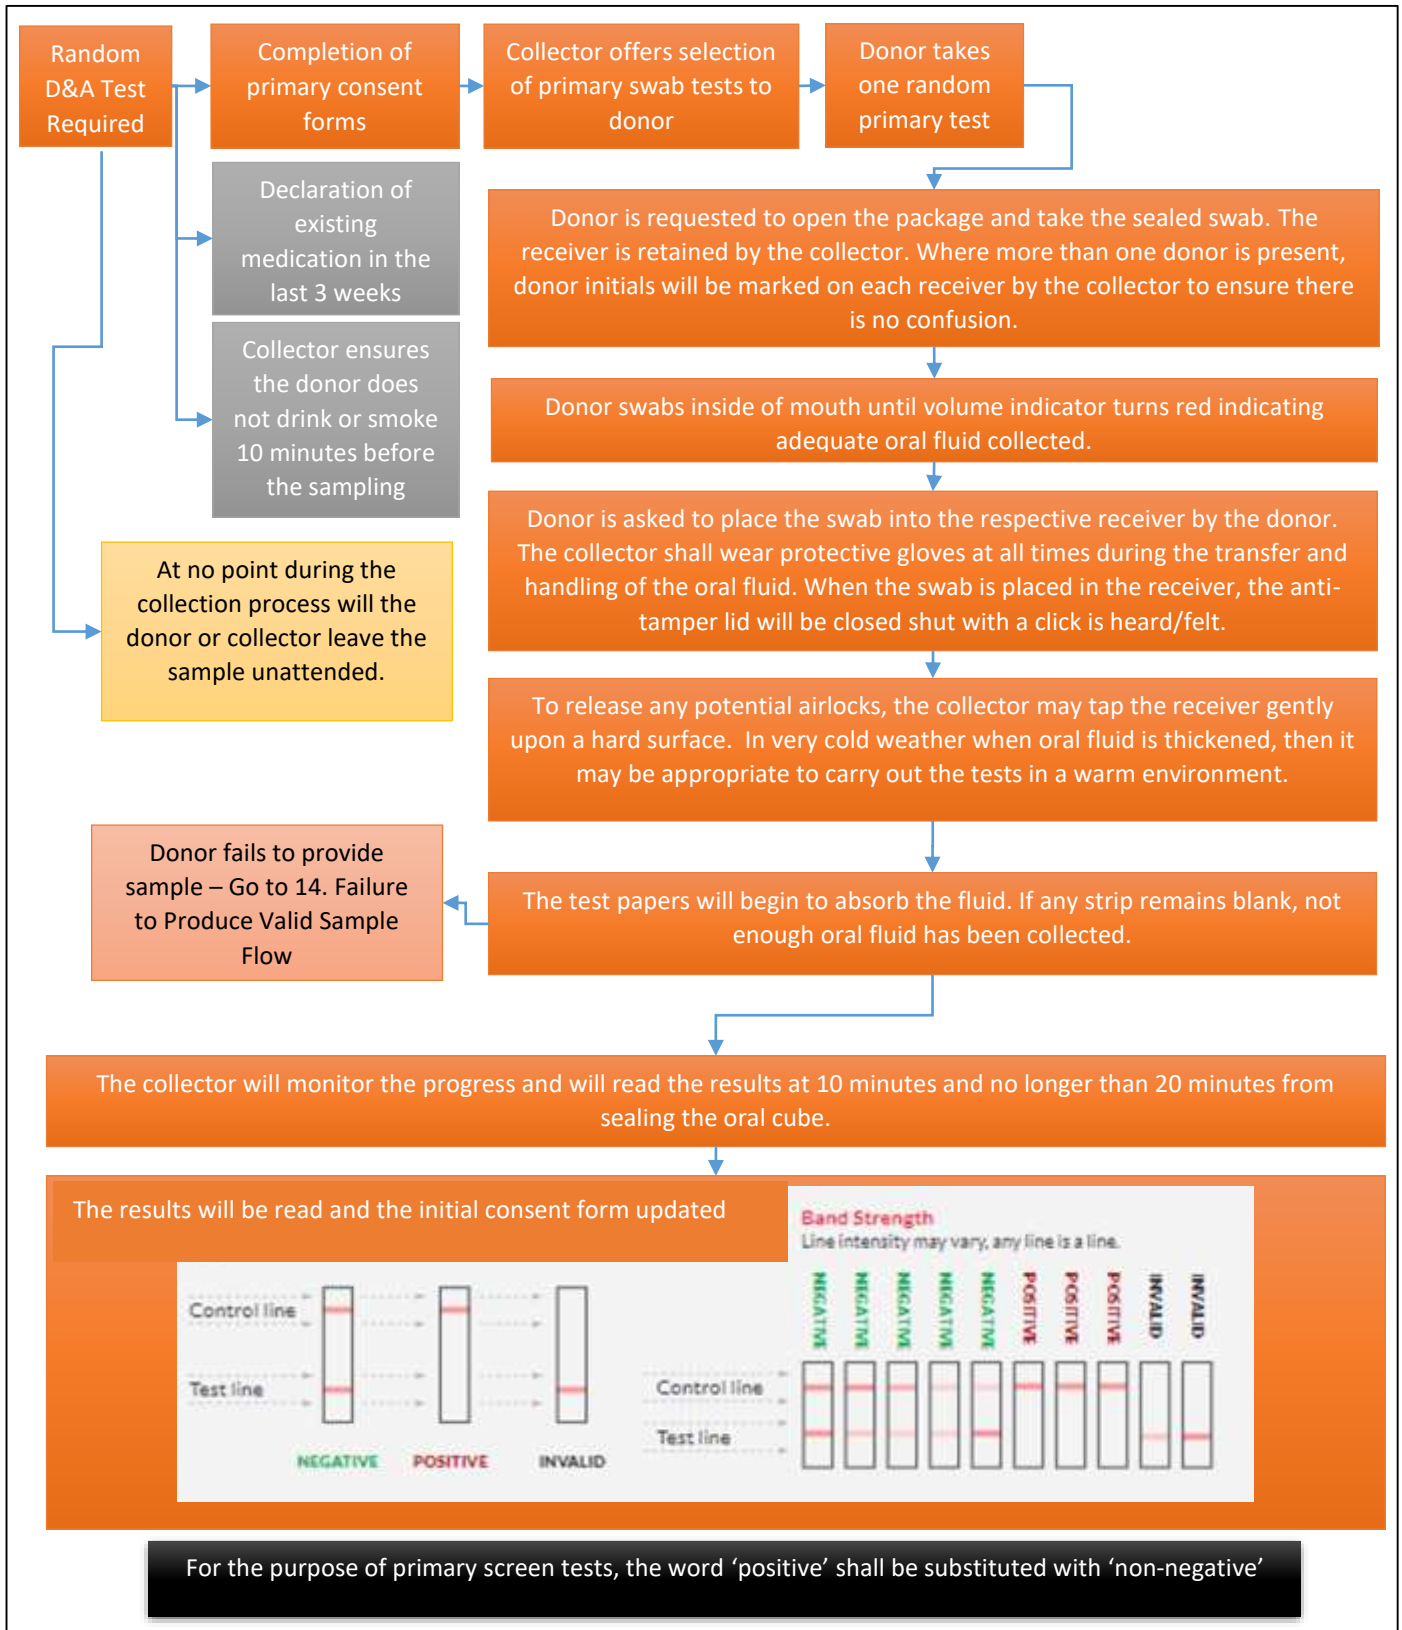 Random
D&A Test
Required
Completion of
primary consent
forms
Collector offers selection
of primary swab tests to
donor
Donor takes
one random
primary test
Declaration of
existing
medication in the
last 3 weeks
Collector ensures
the donor does
not drink or smoke
10 minutes before
the sampling
At no point during the
collection process will the
donor or collector leave the
sample unattended.
Donor is requested to open the package and take the sealed swab. The
receiver is retained by the collector. Where more than one donor is present,
donor initials will be marked on each receiver by the collector to ensure there
is no confusion.
Donor swabs inside of mouth until volume indicator turns red indicating
adequate oral fluid collected.
Donor is asked to place the swab into the respective receiver by the donor.
The collector shall wear protective gloves at all times during the transfer and
handling of the oral fluid. When the swab is placed in the receiver, the anti-
tamper lid will be closed shut with a click is heard/felt.
To release any potential airlocks, the collector may tap the receiver gently
upon a hard surface.  In very cold weather when oral fluid is thickened, then it
may be appropriate to carry out the tests in a warm environment.
Donor fails to provide
sample – Go to 14. Failure
to Produce Valid Sample
Flow
The test papers will begin to absorb the fluid. If any strip remains blank, not
enough oral fluid has been collected.
The collector will monitor the progress and will read the results at 10 minutes and no longer than 20 minutes from
sealing the oral cube.
The results will be read and the initial consent form updated
Control line
Test line
NEGATIVE POSITIVE INVALID
Band Strength
Line intensity may vary, any line is a line.
NEGATIVE
NEGATIVE
NEGATIVE
NEGATIVE
NEGATIVE
POSITIVE
POSITIVE
POSITIVE
INVALID
INVALID
Control line
Test line
For the purpose of primary screen tests, the word ‘positive’ shall be substituted with ‘non-negative’